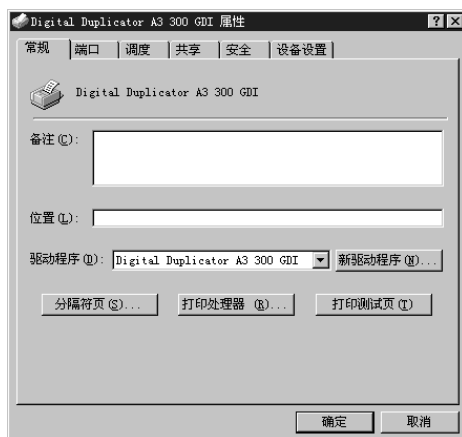 Digital Duplicator A3 300 GDI 属性
常规 端口 调度 共享 安全 设备设置
Digital Duplicator A3 300 GDI
备注(C):
位置(L):
驱动程序(D): Digital Duplicator A3 300 GDI 新驱动程序(N)...
分隔符页(S)... 打印处理器 (R)... 打印测试页(T)
确定 取消